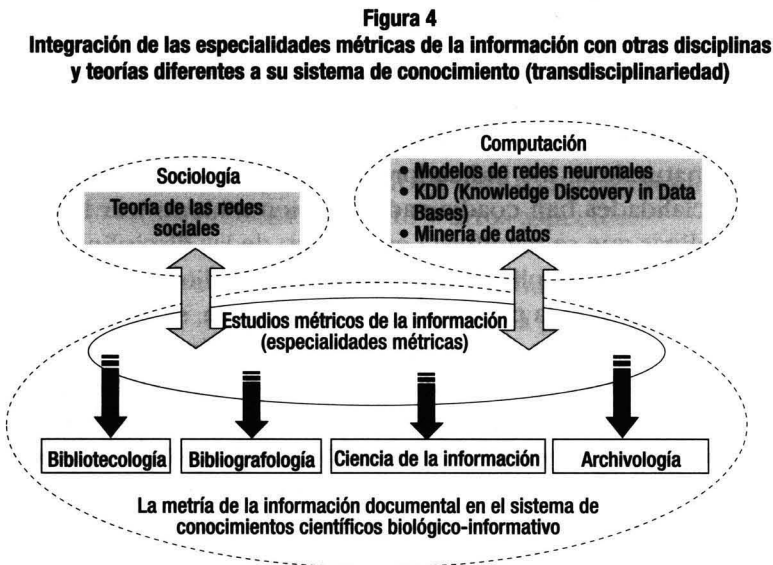 Figura 4
Integración de las especialidades métricas de la información con otras disciplinas
y teorías diferentes a su sistema de conocimiento (transdisciplinariedad)
Sociología
Teoría de las redes
sociales
Computación
• Modelos de redes neuronales
• KDD (Knowledge Discovery in Data
Bases)
• Minería de datos
Estudios métricos de la información
(especialidades métricas)
Bibliotecología
Bibliografología
Ciencia de la información
Archivología
La metría de la información documental en el sistema de
conocimientos científicos biológico-informativo